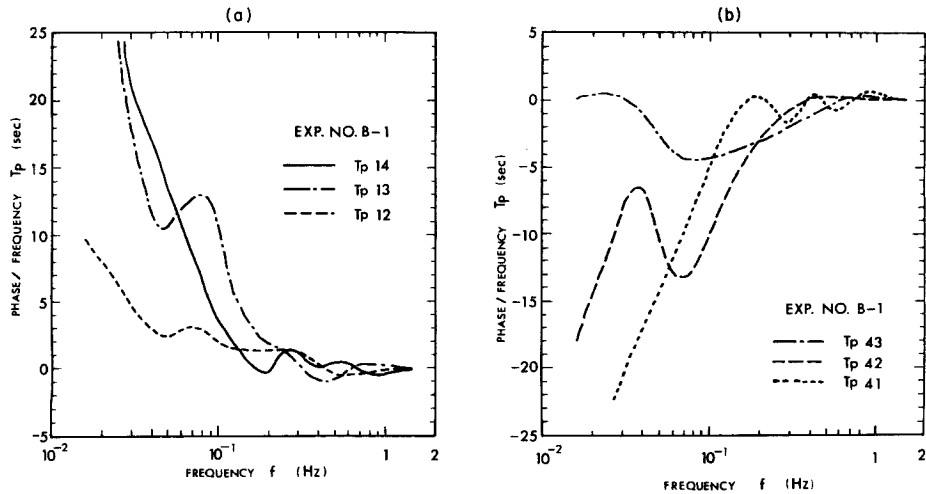 (a)
25
20
15
10
5
0
−5
PHASE/ FREQUENCY Tp (sec)
EXP. NO. B-1
Tp 14
Tp 13
Tp 12
10⁻² 10⁻¹ 1 2
FREQUENCY f (Hz)
(b)
5
0
−5
−10
−15
−20
−25
PHASE/ FREQUENCY Tp (sec)
EXP. NO. B-1
Tp 43
Tp 42
Tp 41
10⁻² 10⁻¹ 1 2
FREQUENCY f (Hz)